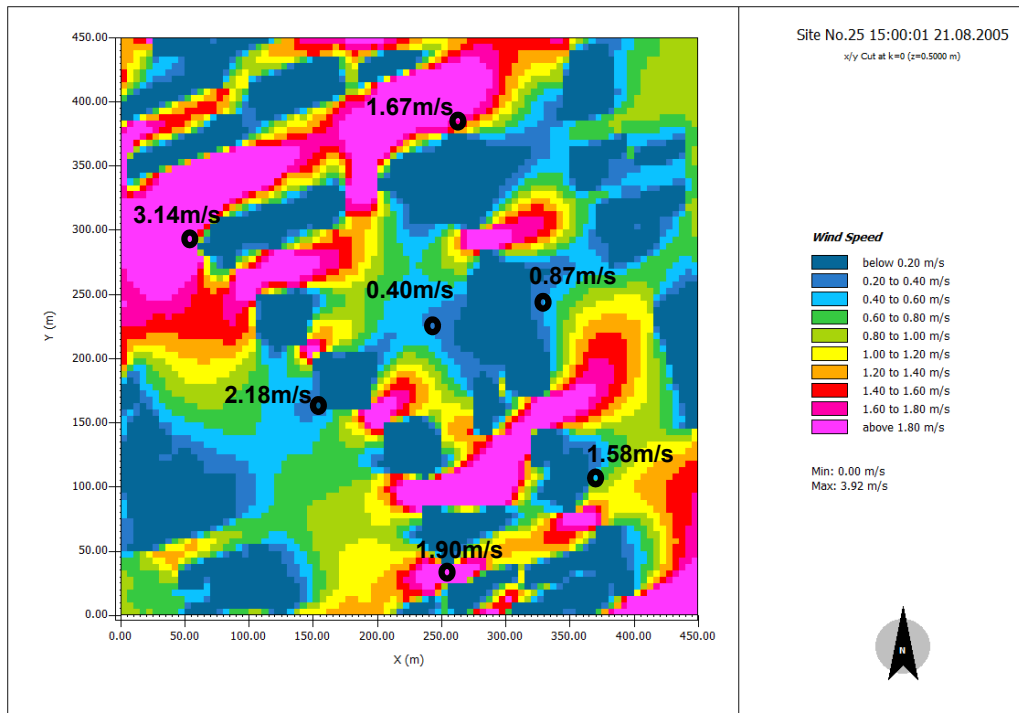 Site No.25 15:00:01 21.08.2005
x/y Cut at k=0 (z=0.5000 m)
450.00
400.00
350.00
300.00
250.00
200.00
150.00
100.00
50.00
0.00
Y (m)
0.00 50.00 100.00 150.00 200.00 250.00 300.00 350.00 400.00 450.00
X (m)
1.67m/s
3.14m/s
0.87m/s
0.40m/s
2.18m/s
1.58m/s
1.90m/s
Wind Speed
below 0.20 m/s
0.20 to 0.40 m/s
0.40 to 0.60 m/s
0.60 to 0.80 m/s
0.80 to 1.00 m/s
1.00 to 1.20 m/s
1.20 to 1.40 m/s
1.40 to 1.60 m/s
1.60 to 1.80 m/s
above 1.80 m/s
Min: 0.00 m/s
Max: 3.92 m/s
N